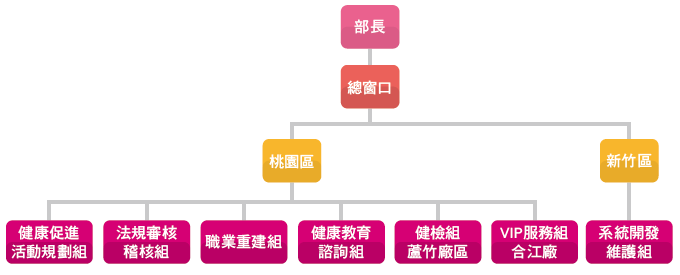 部長
總窗口
桃園區
新竹區
健康促進
活動規劃組
法規審核
稽核組
職業重建組
健康教育
諮詢組
健檢組
蘆竹廠區
VIP服務組
合江廠
系統開發
維護組